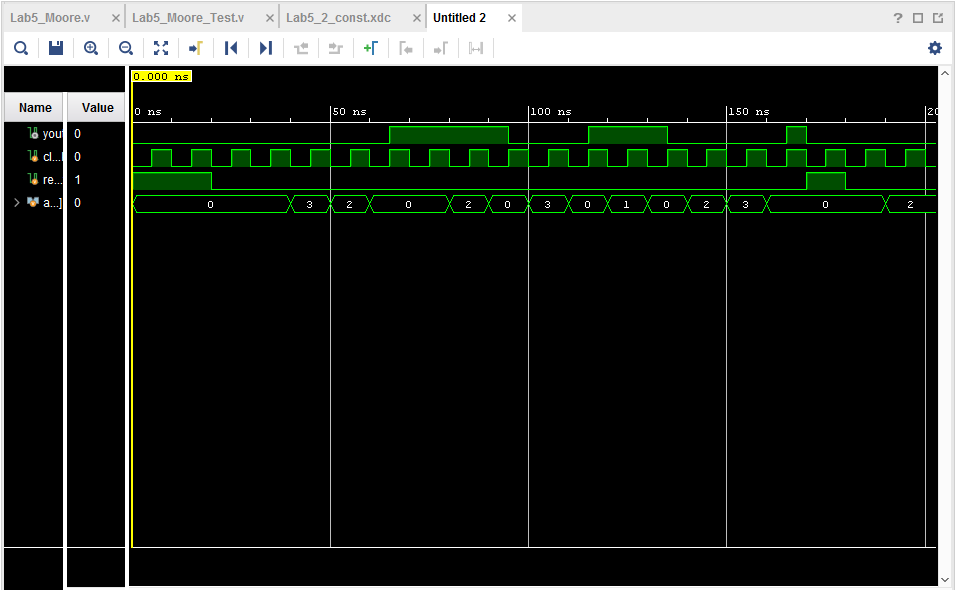 Lab5_Moore.v × Lab5_Moore_Test.v × Lab5_2_const.xdc × Untitled 2 × ?
0.000 ns
Name Value
0 ns 50 ns 100 ns 150 ns 20
your 0
cl... 0
re... 1
a...] 0 0 3 2 0 2 0 3 0 1 0 2 3 0 2